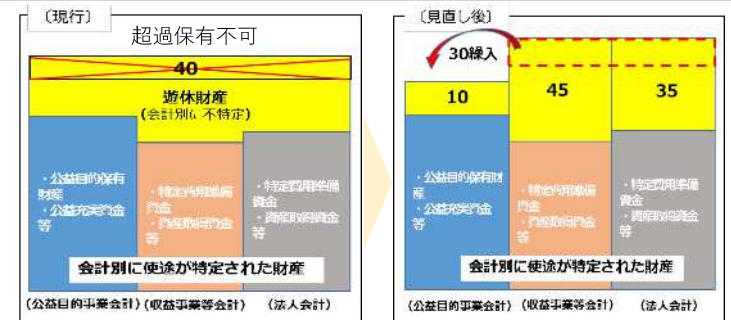 〔現行〕
超過保有不可
40
遊休財産
(会計別に不特定)
・公益目的保有
財産
・公益充実資金
等
・特定費用準備
資金
・資産取得資金
等
・特定費用準備
資金
・資産取得資金
等
会計別に使途が特定された財産
(公益目的事業会計)
(収益事業等会計)
(法人会計)
〔見直し後〕
30繰入
10
45
35
・公益目的保有財
産
・公益充実資金
等
・特定費用準備
資金
・資産取得資金
等
・特定費用準備
資金
・資産取得資金
等
会計別に使途が特定された財産
(公益目的事業会計)
(収益事業等会計)
(法人会計)